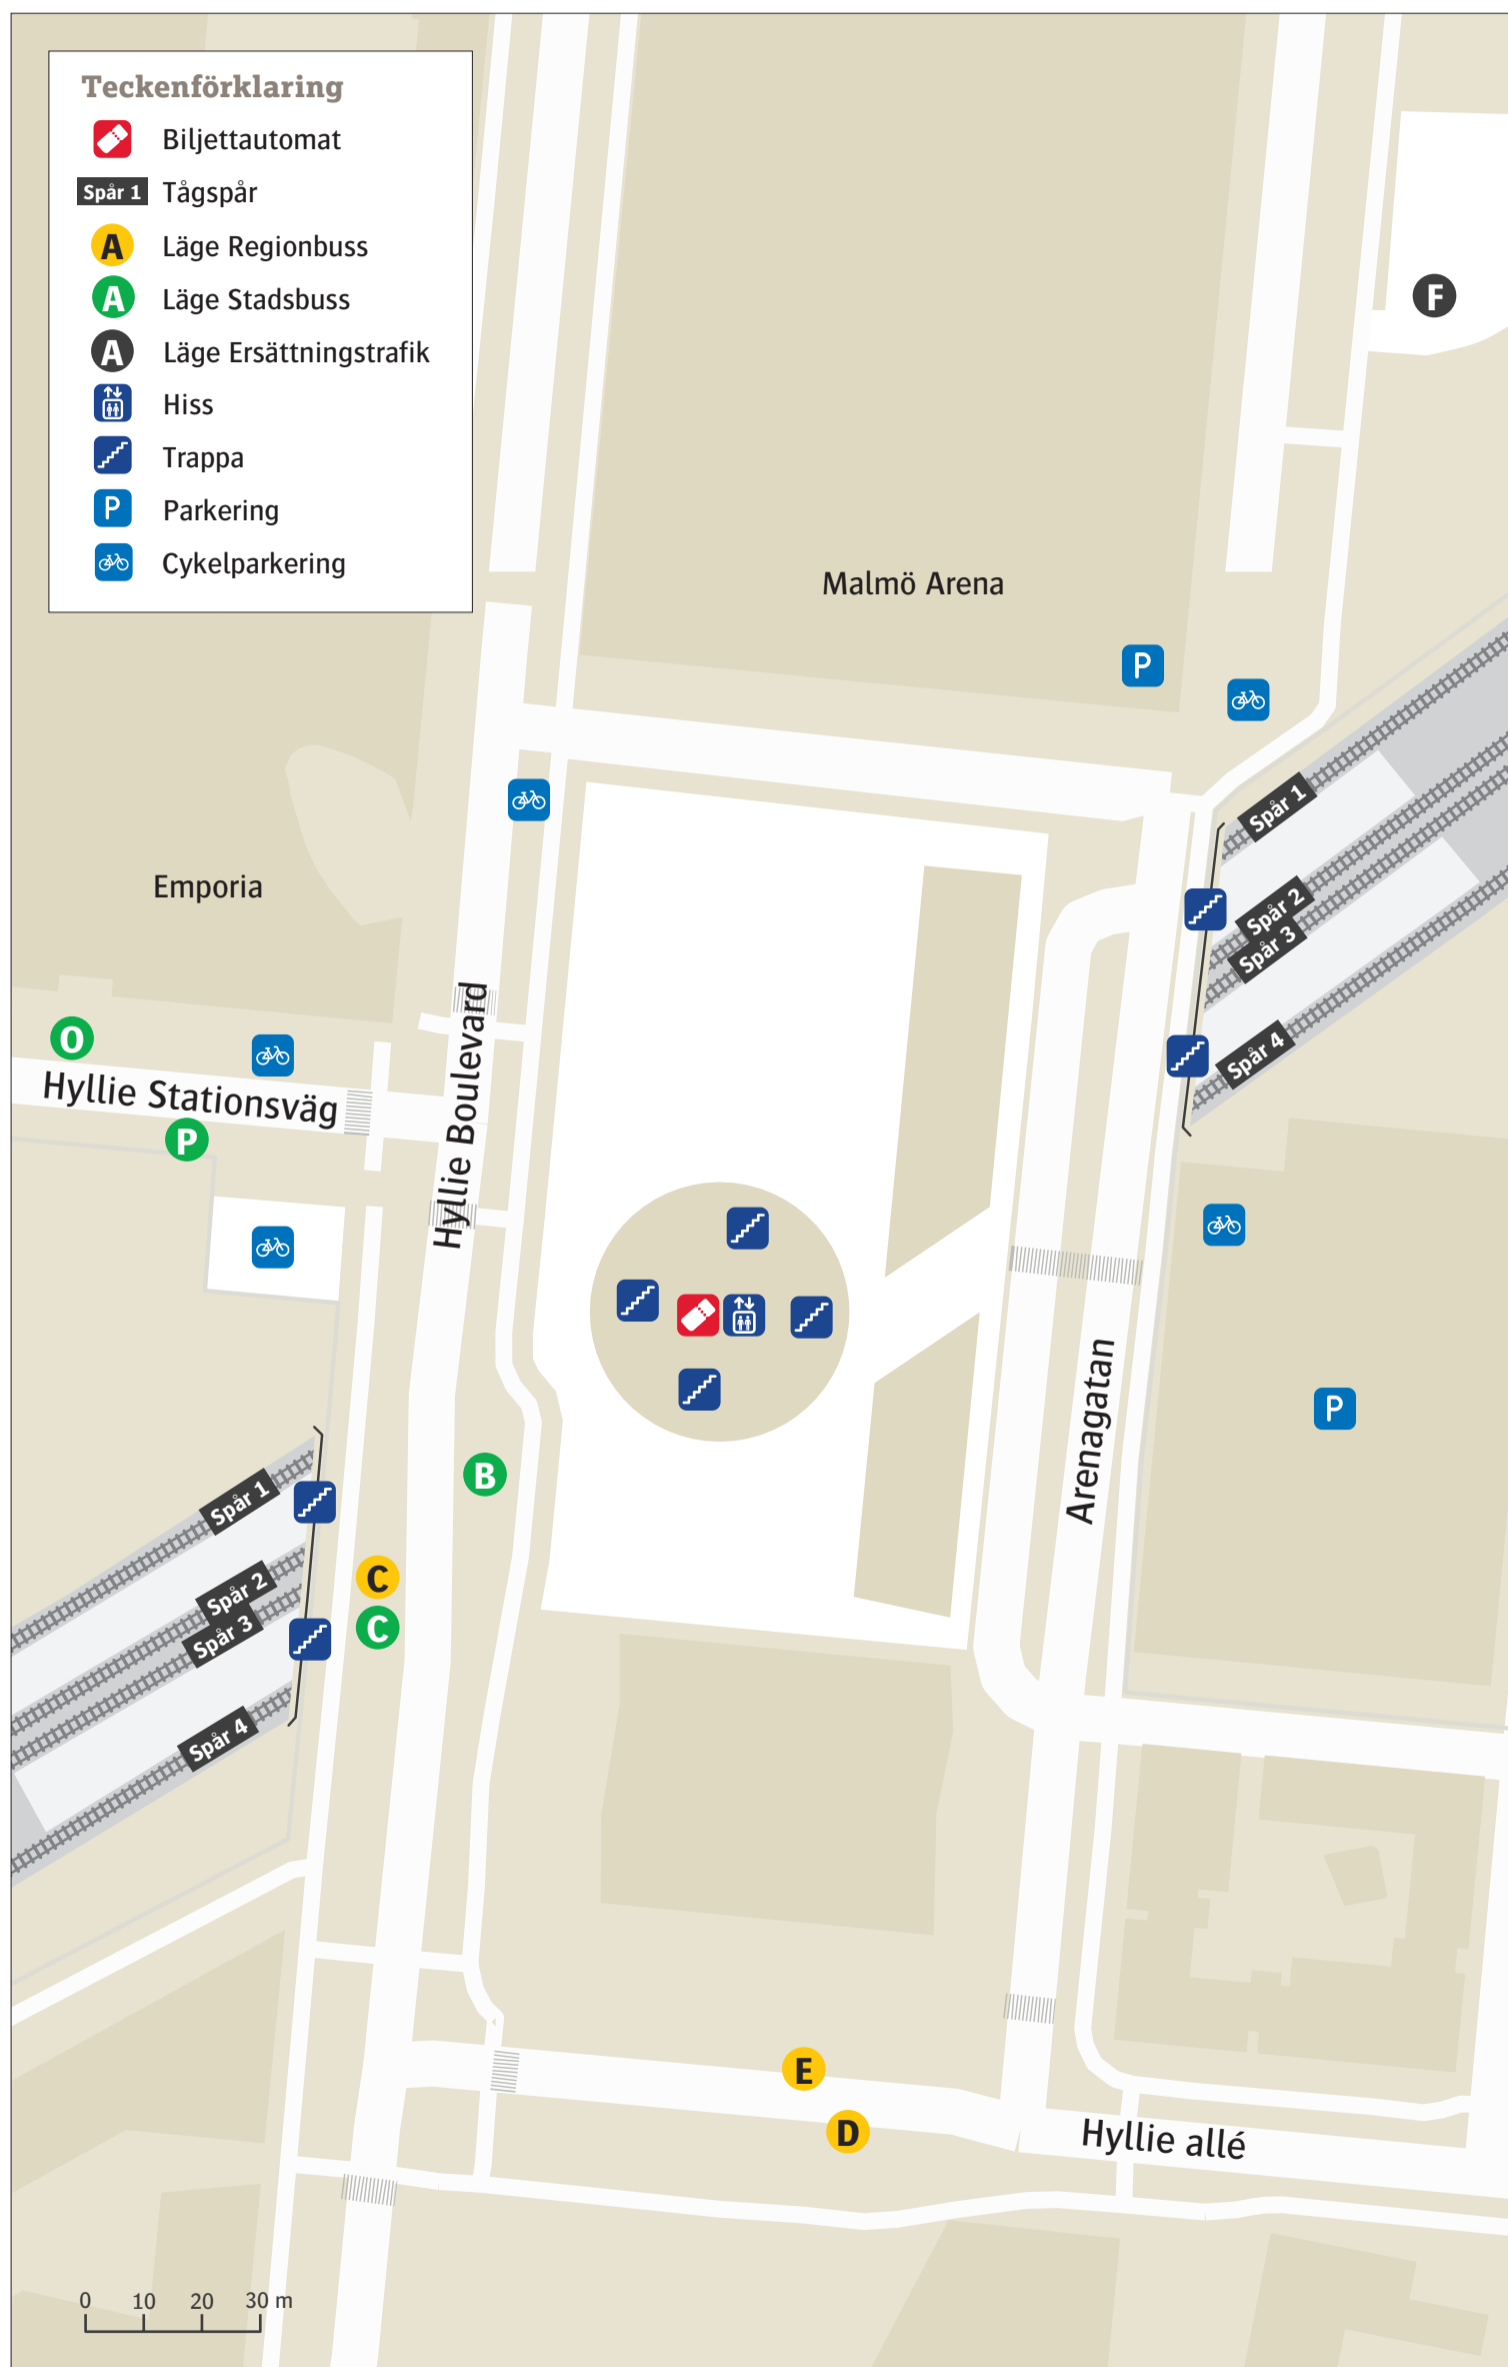 Teckenförklaring
Biljettautomat
Spår 1 Tågspår
A Läge Regionbuss
A Läge Stadsbuss
A Läge Ersättningstrafik
Hiss
Trappa
P Parkering
Cykelparkering
F
Malmö Arena
P
Spår 1
Emporia
Spår 2
Spår 3
O
Spår 4
Hyllie Stationsväg
Hyllie Boulevard
P
Arenagatan
P
B
Spår 1
C
Spår 2
C
Spår 3
Spår 4
E
D
Hyllie allé
0 10 20 30 m